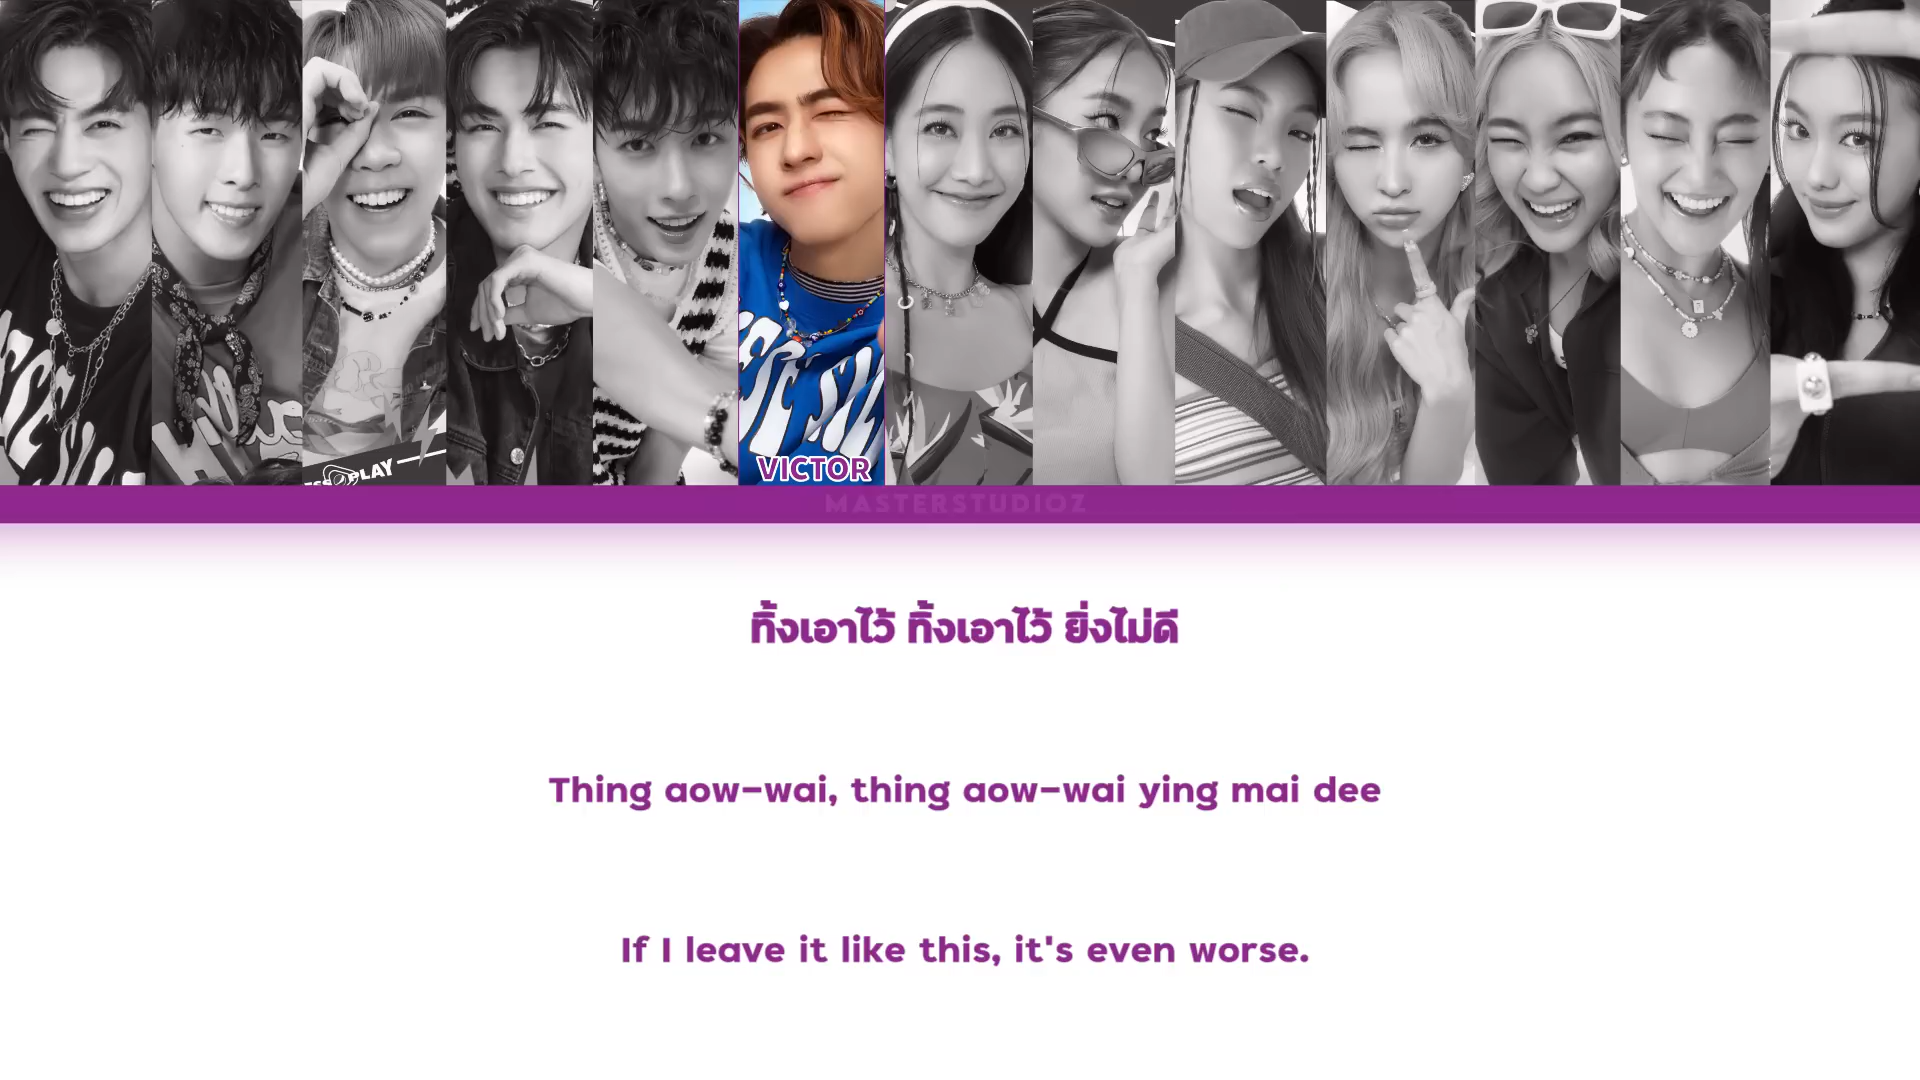 PLAY
VICTOR
MASTERSTUDIOZ
ทิ้งเอาไว้ ทิ้งเอาไว้ ยิ่งไม่ดี
Thing aow-wai, thing aow-wai ying mai dee
If I leave it like this, it's even worse.